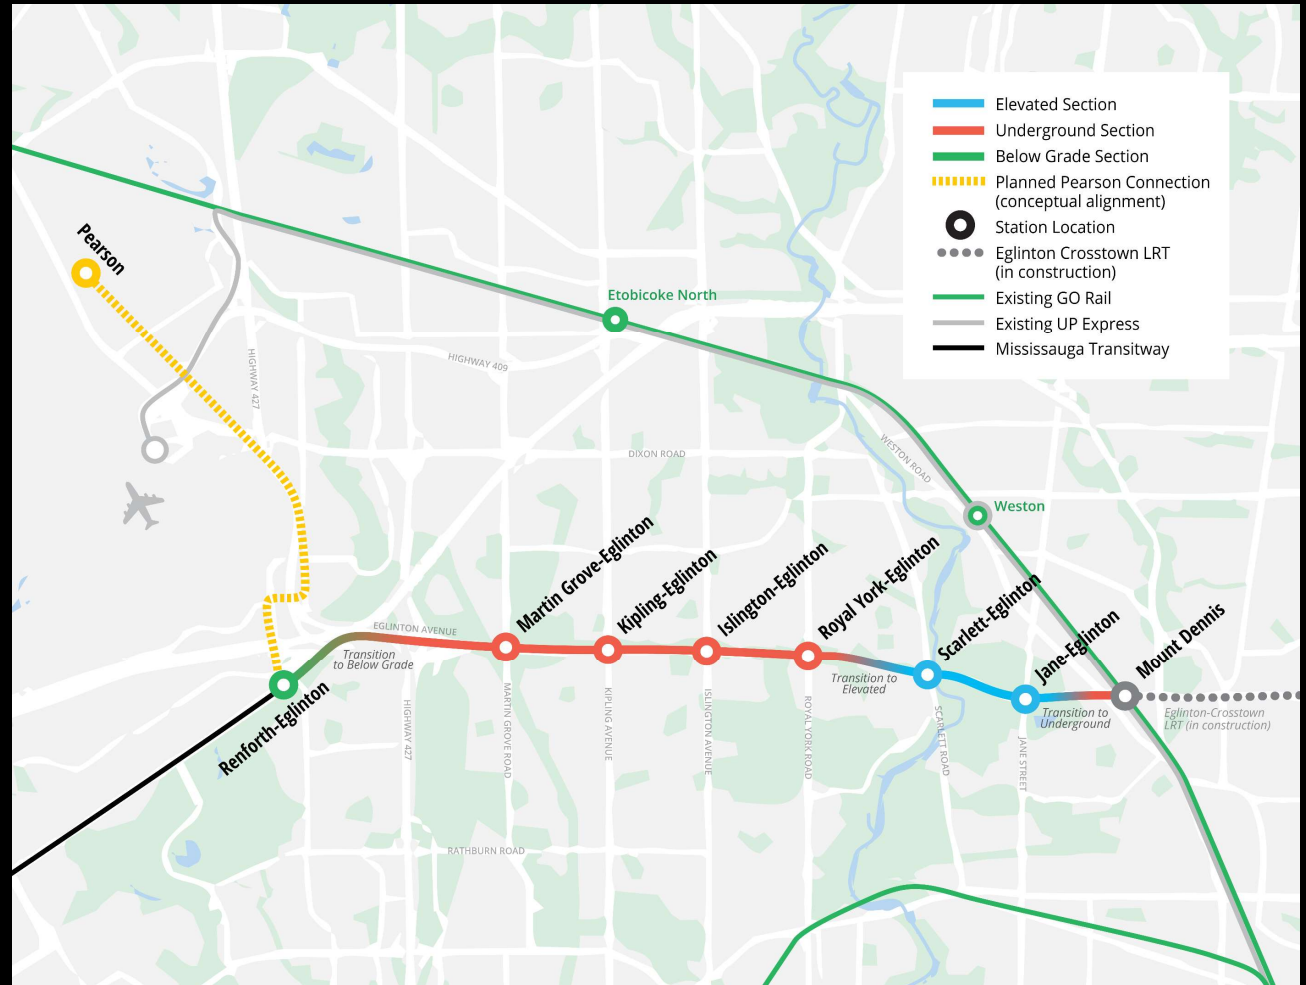 Elevated Section
Underground Section
Below Grade Section
Planned Pearson Connection
(conceptual alignment)
Station Location
Eglinton Crosstown LRT
(in construction)
Existing GO Rail
Existing UP Express
Mississauga Transitway
Pearson
Etobicoke North
HIGHWAY 409
HIGHWAY 427
DIXON ROAD
WESTON ROAD
Weston
Martin Grove-Eglinton
Kipling-Eglinton
Islington-Eglinton
Royal York-Eglinton
Scarlett-Eglinton
Jane-Eglinton
Mount Dennis
EGLINTON AVENUE
Transition
to Below Grade
Renforth-Eglinton
Transition to
Elevated
Transition to
Underground
Eglinton-Crosstown
LRT (in construction)
HIGHWAY 427
MARTIN GROVE ROAD
KIPLING AVENUE
ISLINGTON AVENUE
ROYAL YORK ROAD
SCARLETT ROAD
JANE STREET
RATHBURN ROAD